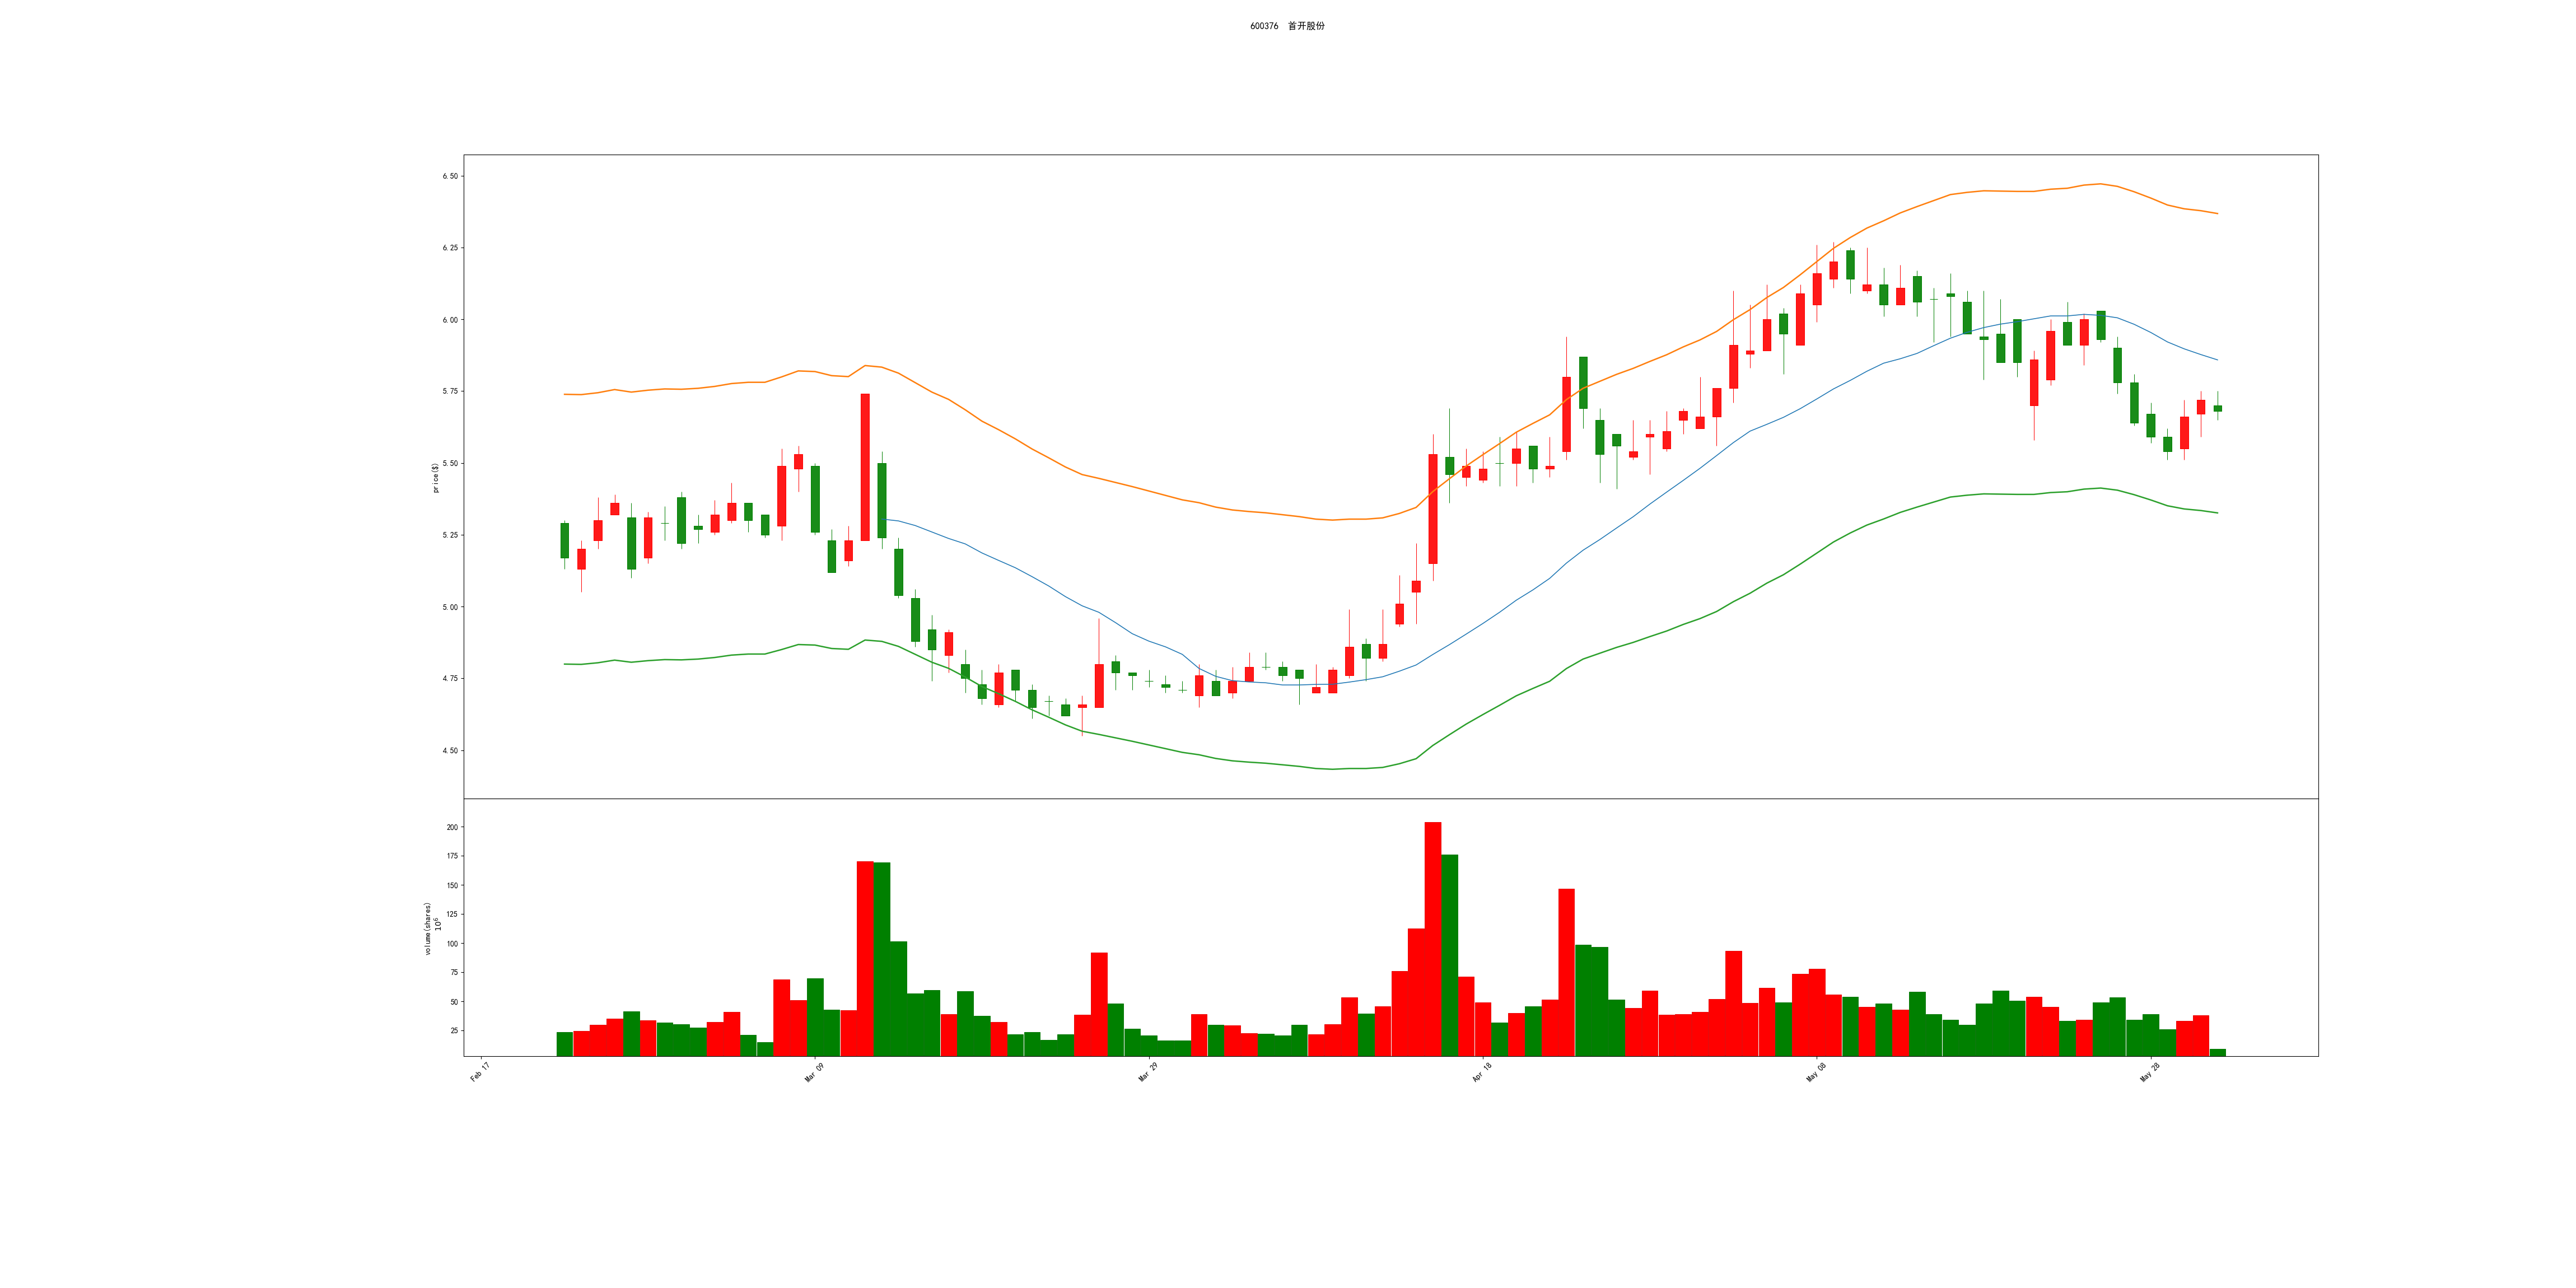 600376 首开股份
6.50
6.25
6.00
5.75
5.50
5.25
5.00
4.75
4.50
price($)
200
175
150
125
100
75
50
25
volume(shares)
10^6
Feb 17
Mar 09
Mar 29
Apr 18
May 08
May 28